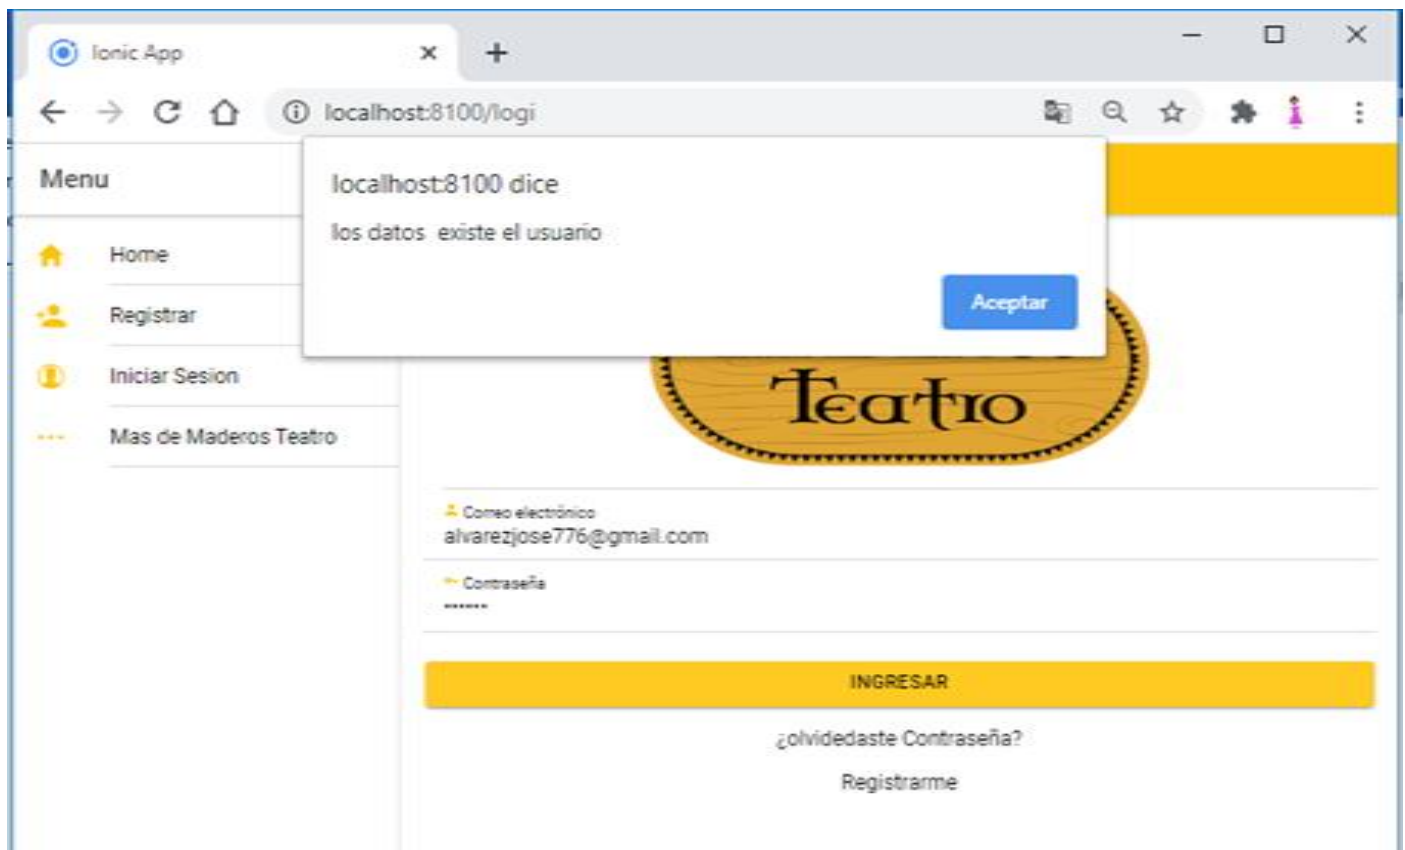 Ionic App
localhost:8100/logi
Menu
localhost:8100 dice
los datos existe el usuario
Aceptar
Home
Registrar
Iniciar Sesion
Mas de Maderos Teatro
Teatro
Correo electrónico
alvarezjose776@gmail.com
Contraseña
INGRESAR
¿olvidedaste Contraseña?
Registrarme